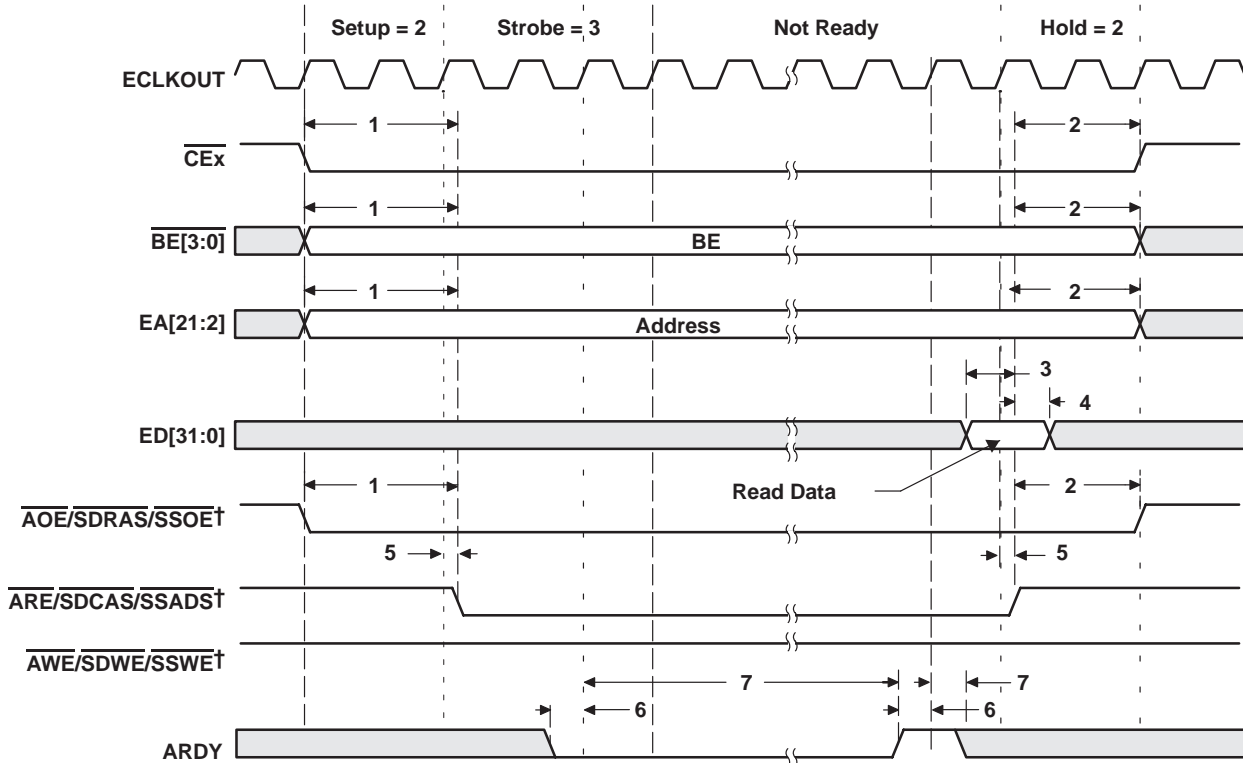 Setup = 2 Strobe = 3 Not Ready Hold = 2
ECLKOUT
1 2
CEx
1 2
BE[3:0] BE
1 2
EA[21:2] Address
3
4
ED[31:0]
1 Read Data 2
AOE/SDRAS/SSOE†
5 5
ARE/SDCAS/SSADS†
AWE/SDWE/SSWE†
7 7
6 6
ARDY